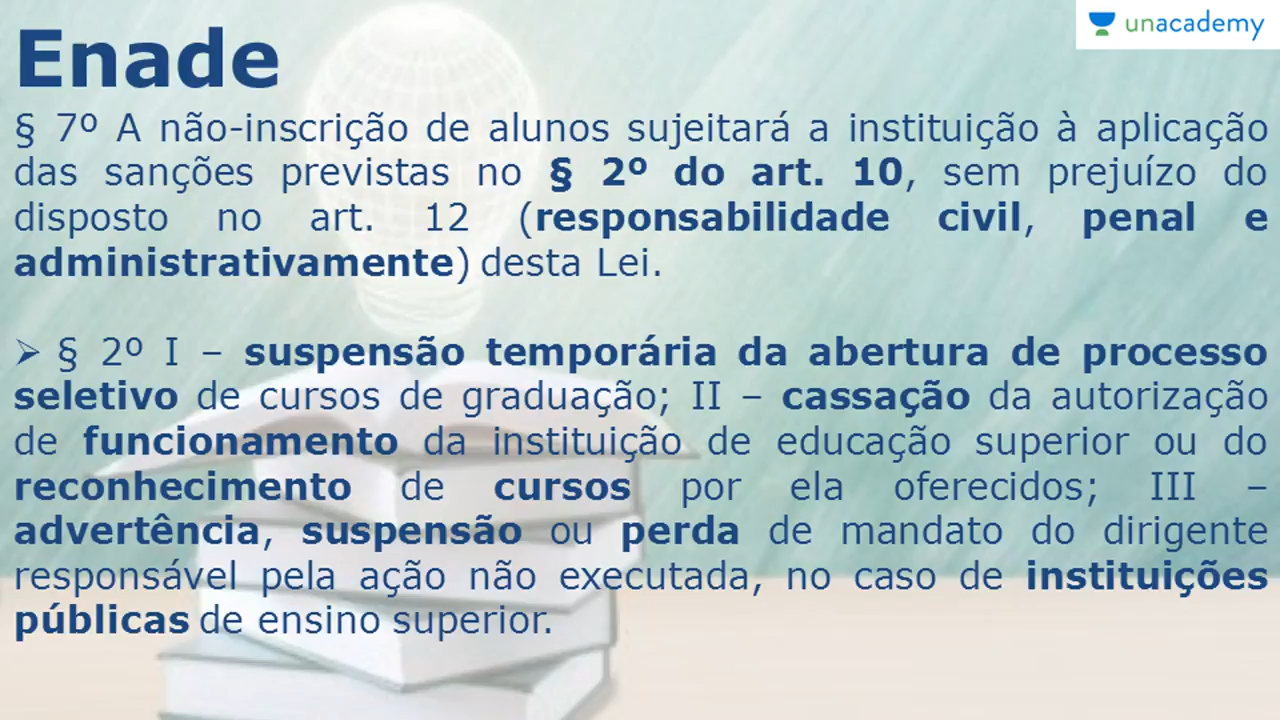 unacademy
Enade
§ 7º A não-inscrição de alunos sujeitará a instituição à aplicação
das sanções previstas no § 2º do art. 10, sem prejuízo do
disposto no art. 12 (responsabilidade civil, penal e
administrativamente) desta Lei.
➢ § 2º I – suspensão temporária da abertura de processo
seletivo de cursos de graduação; II – cassação da autorização
de funcionamento da instituição de educação superior ou do
reconhecimento de cursos por ela oferecidos; III –
advertência, suspensão ou perda de mandato do dirigente
responsável pela ação não executada, no caso de instituições
públicas de ensino superior.